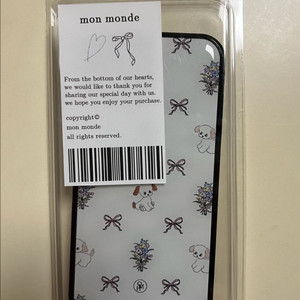 mon monde
From the bottom of our hearts,
we would like to thank you for
sharing our special day with us.
we hope you enjoy your purchase.
copyright©
mon monde
all rights reserved.